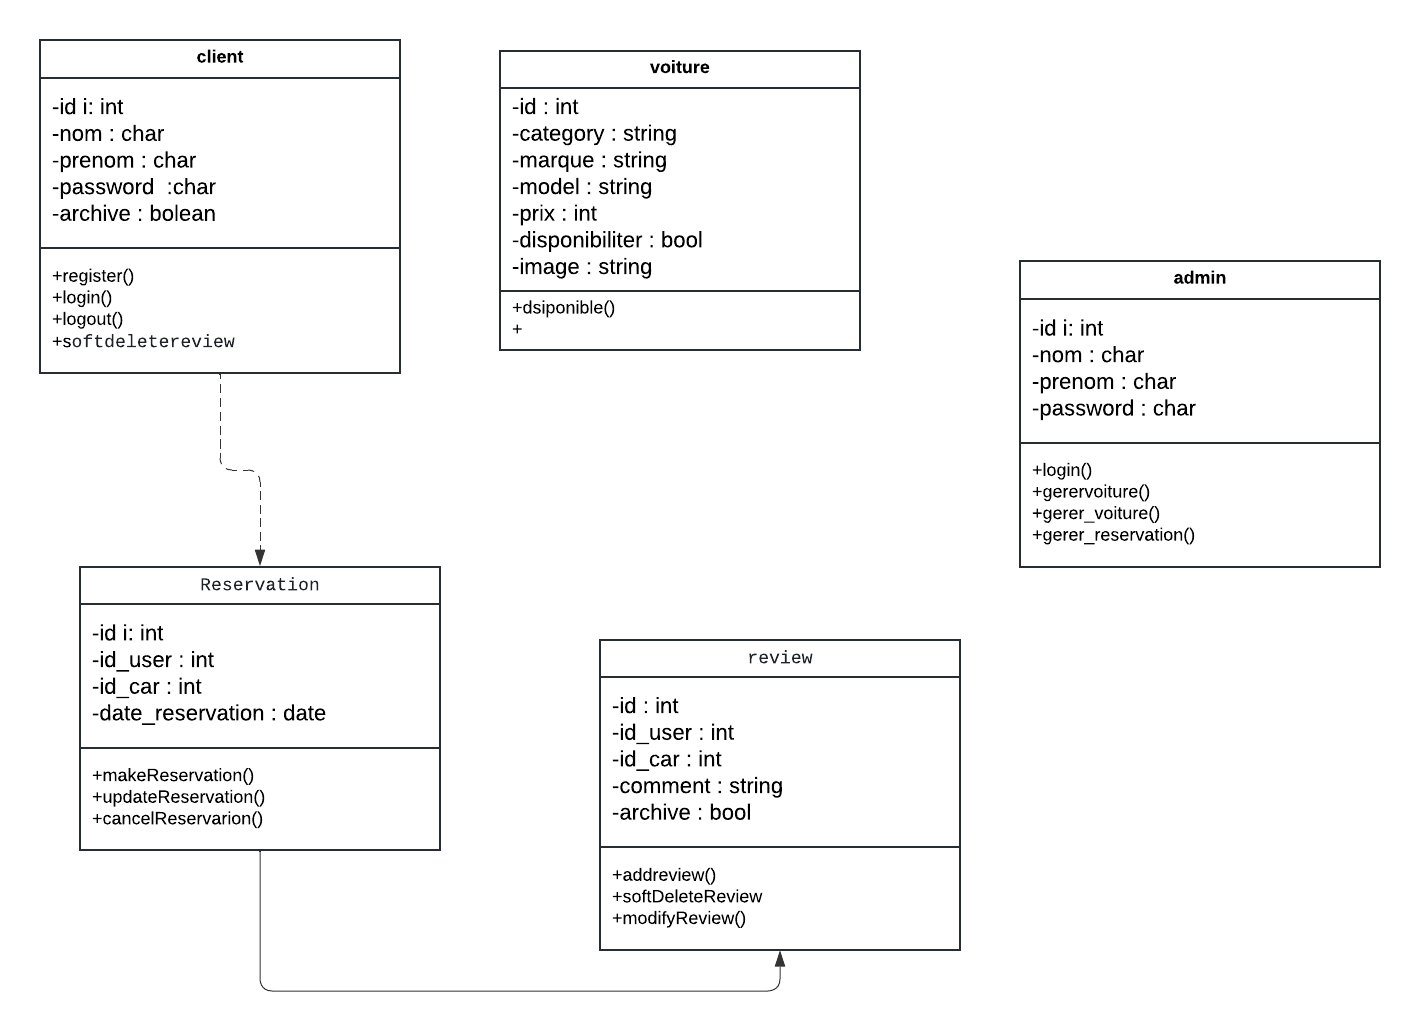 client
-id i: int
-nom : char
-prenom : char
-password  :char
-archive : bolean
+register()
+login()
+logout()
+softdeletereview
voiture
-id : int
-category : string
-marque : string
-model : string
-prix : int
-disponibiliter : bool
-image : string
+dsiponible()
+
admin
-id i: int
-nom : char
-prenom : char
-password : char
+login()
+gerervoiture()
+gerer_voiture()
+gerer_reservation()
Reservation
-id i: int
-id_user : int
-id_car : int
-date_reservation : date
+makeReservation()
+updateReservation()
+cancelReservarion()
review
-id : int
-id_user : int
-id_car : int
-comment : string
-archive : bool
+addreview()
+softDeleteReview
+modifyReview()